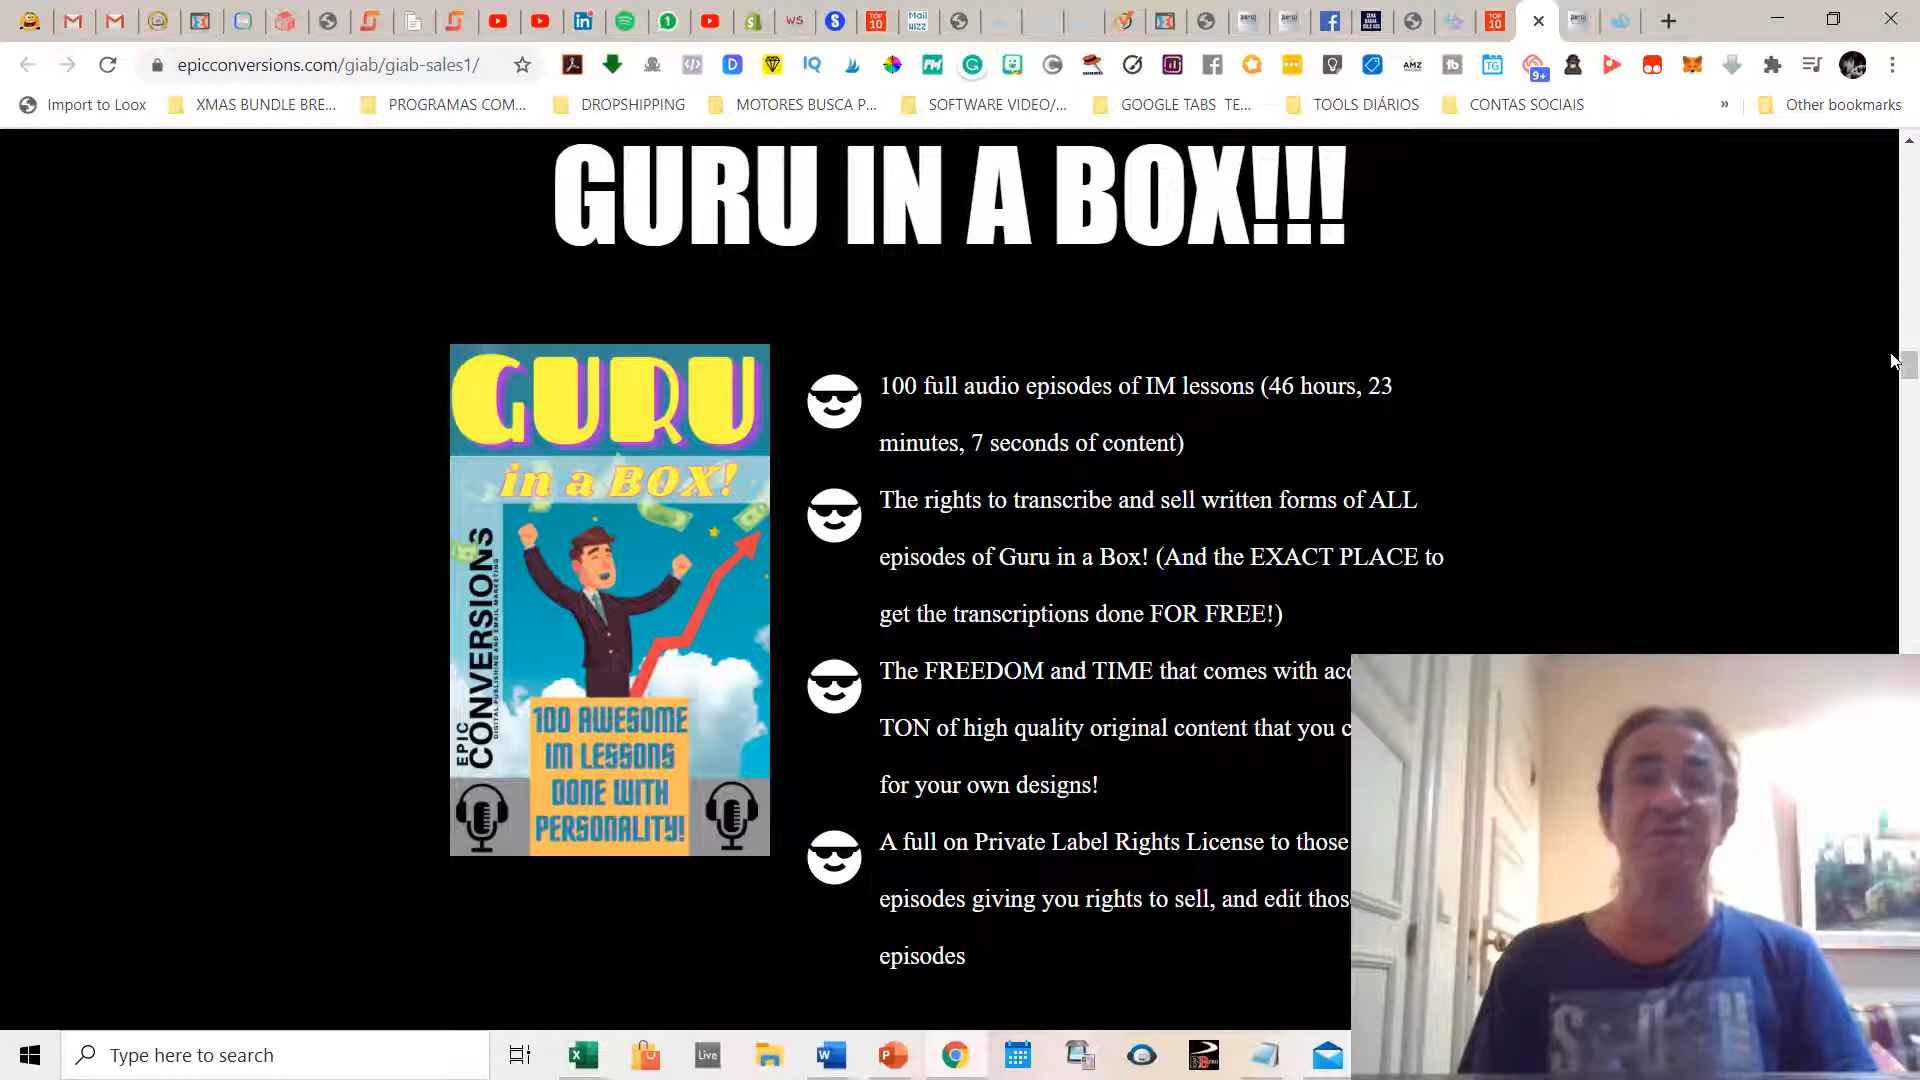 epicconversions.com/giab/giab-sales1/
Import to Loox
XMAS BUNDLE BRE...
PROGRAMAS COM...
DROPSHIPPING
MOTORES BUSCA P...
SOFTWARE VIDEO/...
GOOGLE TABS TE...
TOOLS DIÁRIOS
CONTAS SOCIAIS
»
Other bookmarks
GURU IN A BOX!!!
GURU
in a BOX!
EPIC CONVERSIONS
DIGITAL PUBLISHING AND EMAIL MARKETING
100 AWESOME
IM LESSONS
DONE WITH
PERSONALITY!
100 full audio episodes of IM lessons (46 hours, 23
minutes, 7 seconds of content)
The rights to transcribe and sell written forms of ALL
episodes of Guru in a Box! (And the EXACT PLACE to
get the transcriptions done FOR FREE!)
The FREEDOM and TIME that comes with acc
TON of high quality original content that you c
for your own designs!
A full on Private Label Rights License to those
episodes giving you rights to sell, and edit thos
episodes
Type here to search
Live